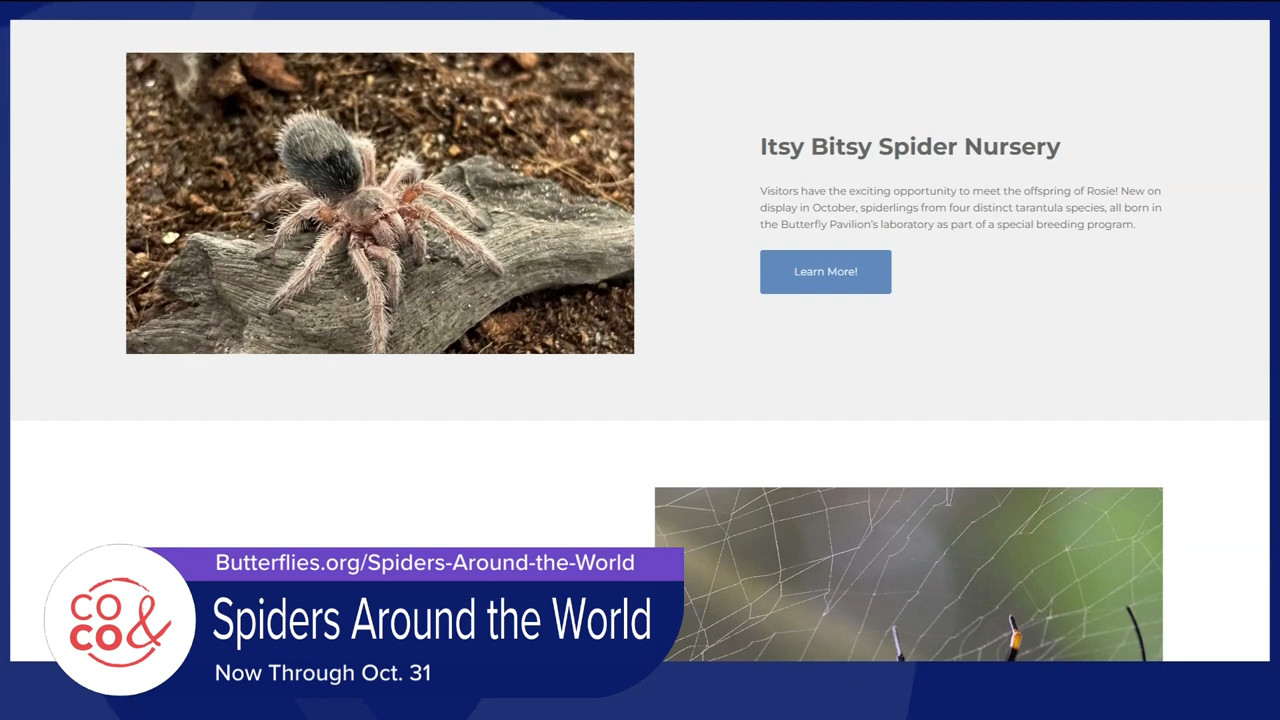 Itsy Bitsy Spider Nursery
Visitors have the exciting opportunity to meet the offspring of Rosie! New on
display in October, spiderlings from four distinct tarantula species, all born in
the Butterfly Pavilion's laboratory as part of a special breeding program.
Learn More!
Butterflies.org/Spiders-Around-the-World
CO &
CO
Spiders Around the World
Now Through Oct. 31